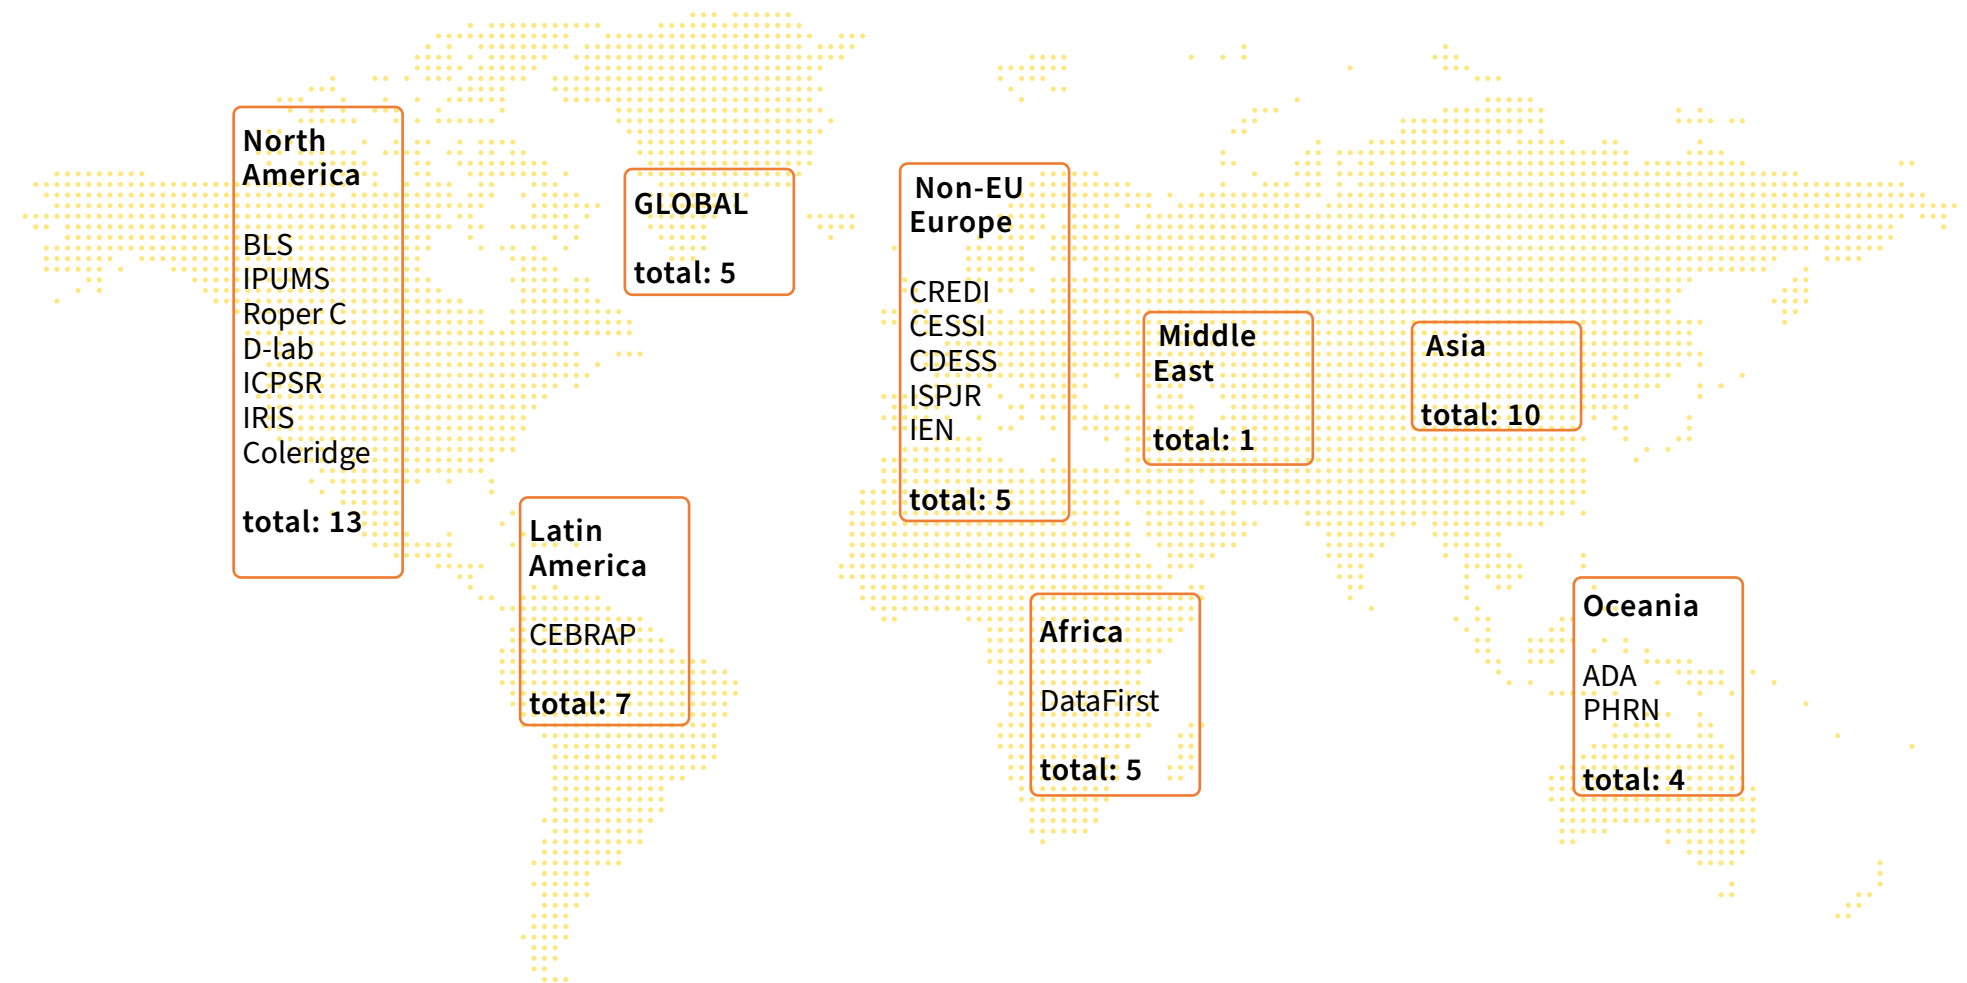 North
America
BLS
IPUMS
Roper C
D-lab
ICPSR
IRIS
Coleridge
total: 13
GLOBAL
total: 5
Non-EU
Europe
CREDI
CESSI
CDESS
ISPJR
IEN
total: 5
Middle
East
total: 1
Asia
total: 10
Latin
America
CEBRAP
total: 7
Africa
DataFirst
total: 5
Oceania
ADA
PHRN
total: 4